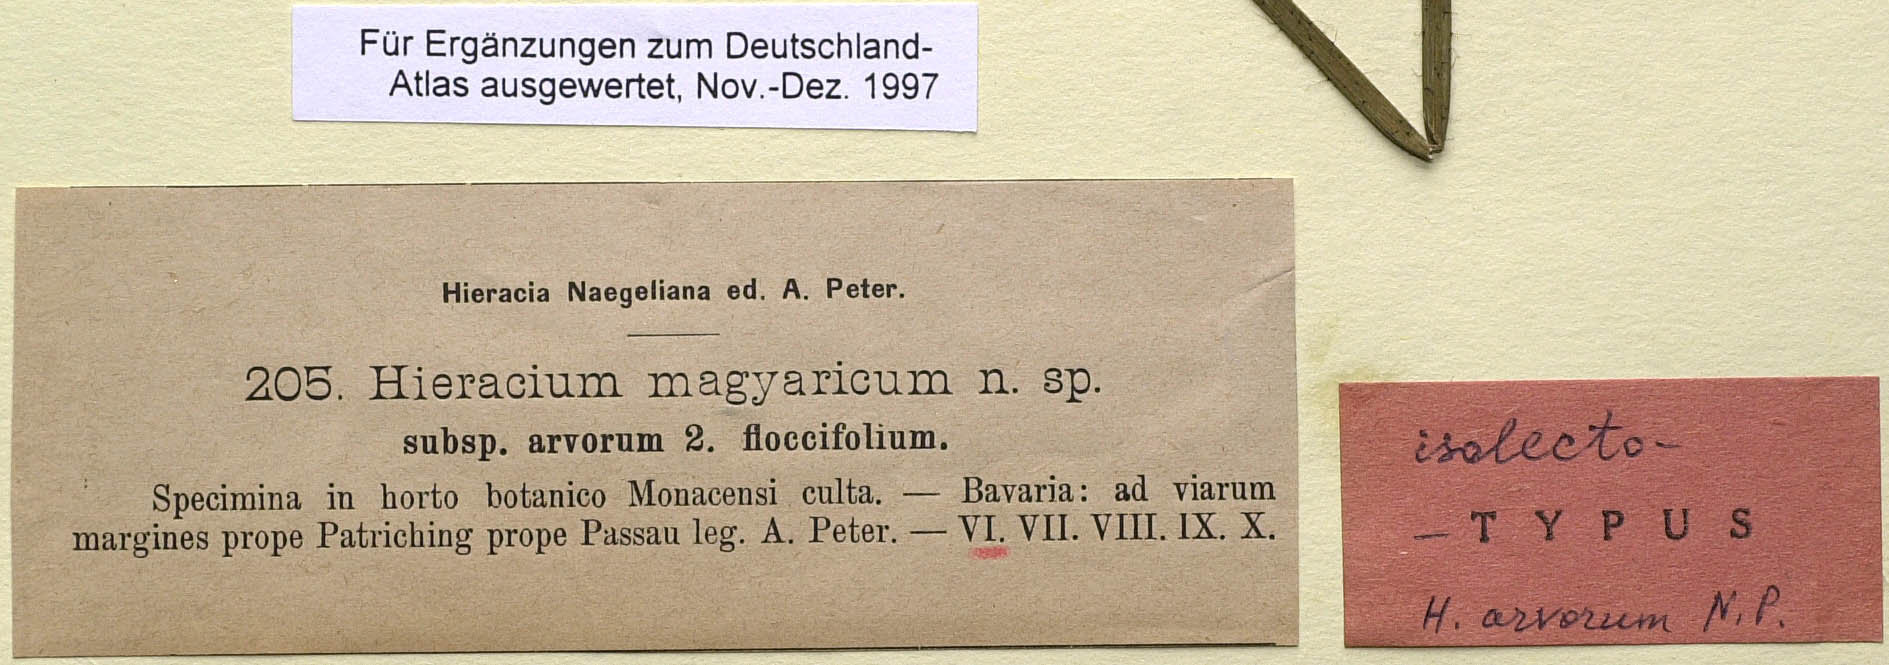 Für Ergänzungen zum Deutschland-
Atlas ausgewertet, Nov.-Dez. 1997
Hieracia Naegeliana ed. A. Peter.
205. Hieracium magyaricum n. sp.
subsp. arvorum 2. floccifolium.
Specimina in horto botanico Monacensi culta. — Bavaria: ad viarum
margines prope Patriching prope Passau leg. A. Peter. — VI. VII. VIII. IX. X.
isolecto-
— TYPUS
H. arvorum N.P.